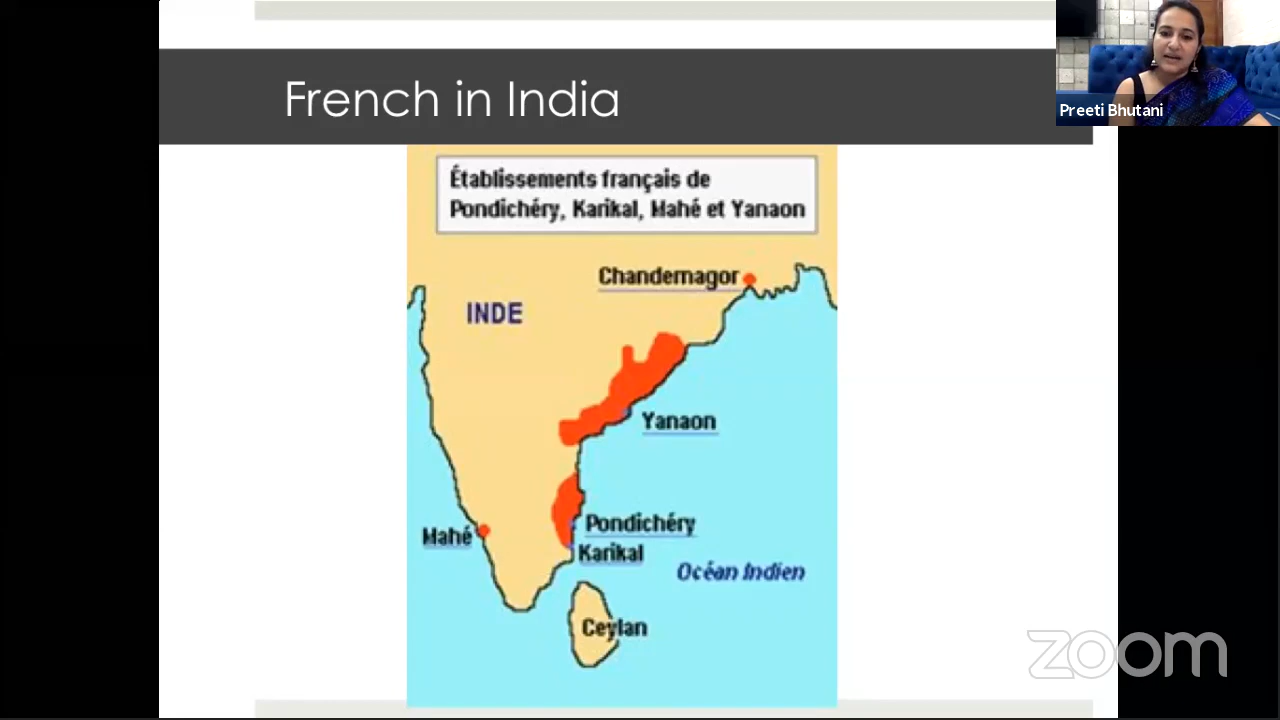 French in India
Preeti Bhutani
Établissements français de
Pondichéry, Karikal, Mahé et Yanaon
Chandernagor
INDE
Yanaon
Pondichéry
Mahé
Karikal
Océan Indien
Ceylan
zoom